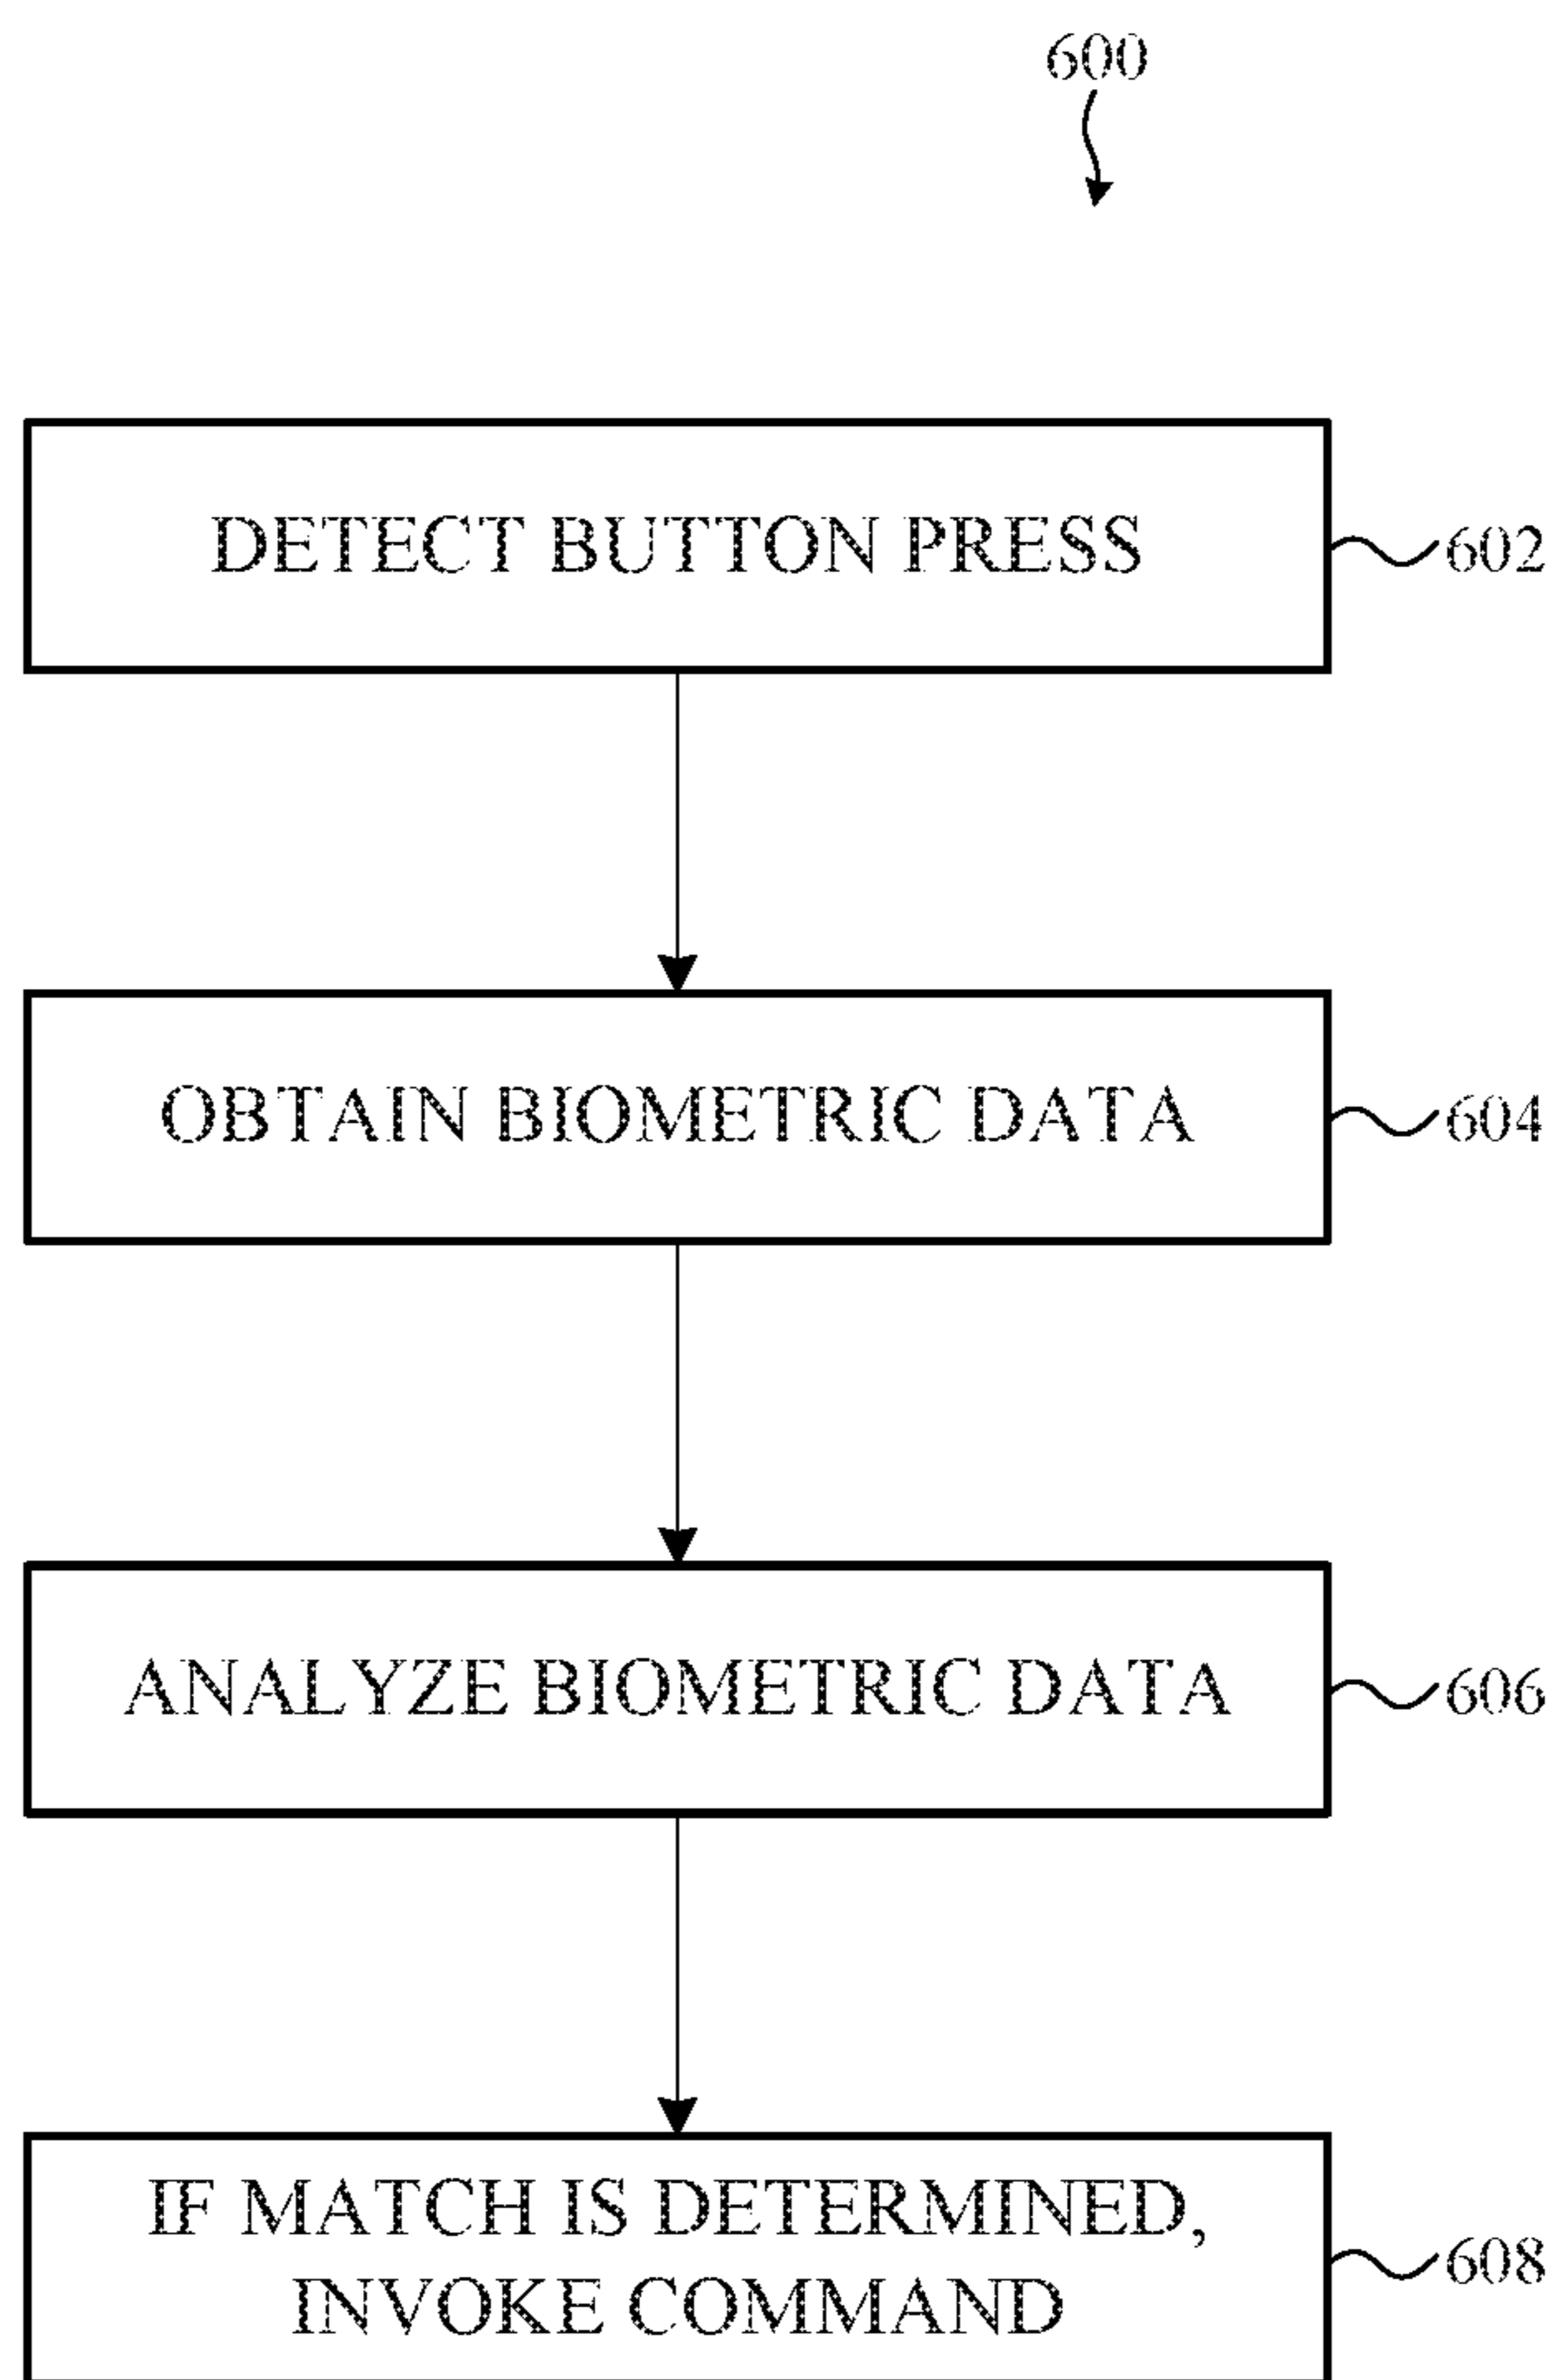 600
DETECT BUTTON PRESS
602
OBTAIN BIOMETRIC DATA
604
ANALYZE BIOMETRIC DATA
606
IF MATCH IS DETERMINED,
INVOKE COMMAND
608